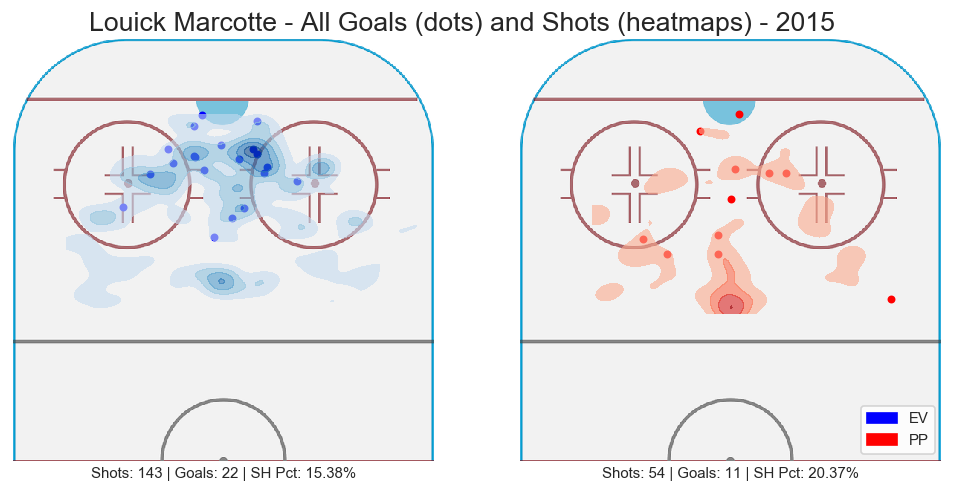 Louick Marcotte - All Goals (dots) and Shots (heatmaps) - 2015
EV
PP
Shots: 143 | Goals: 22 | SH Pct: 15.38%
Shots: 54 | Goals: 11 | SH Pct: 20.37%